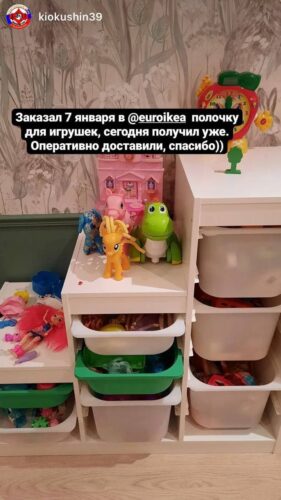 kiokushin39
Заказал 7 января в @euroikea полочку
для игрушек, сегодня получил уже.
Оперативно доставили, спасибо))